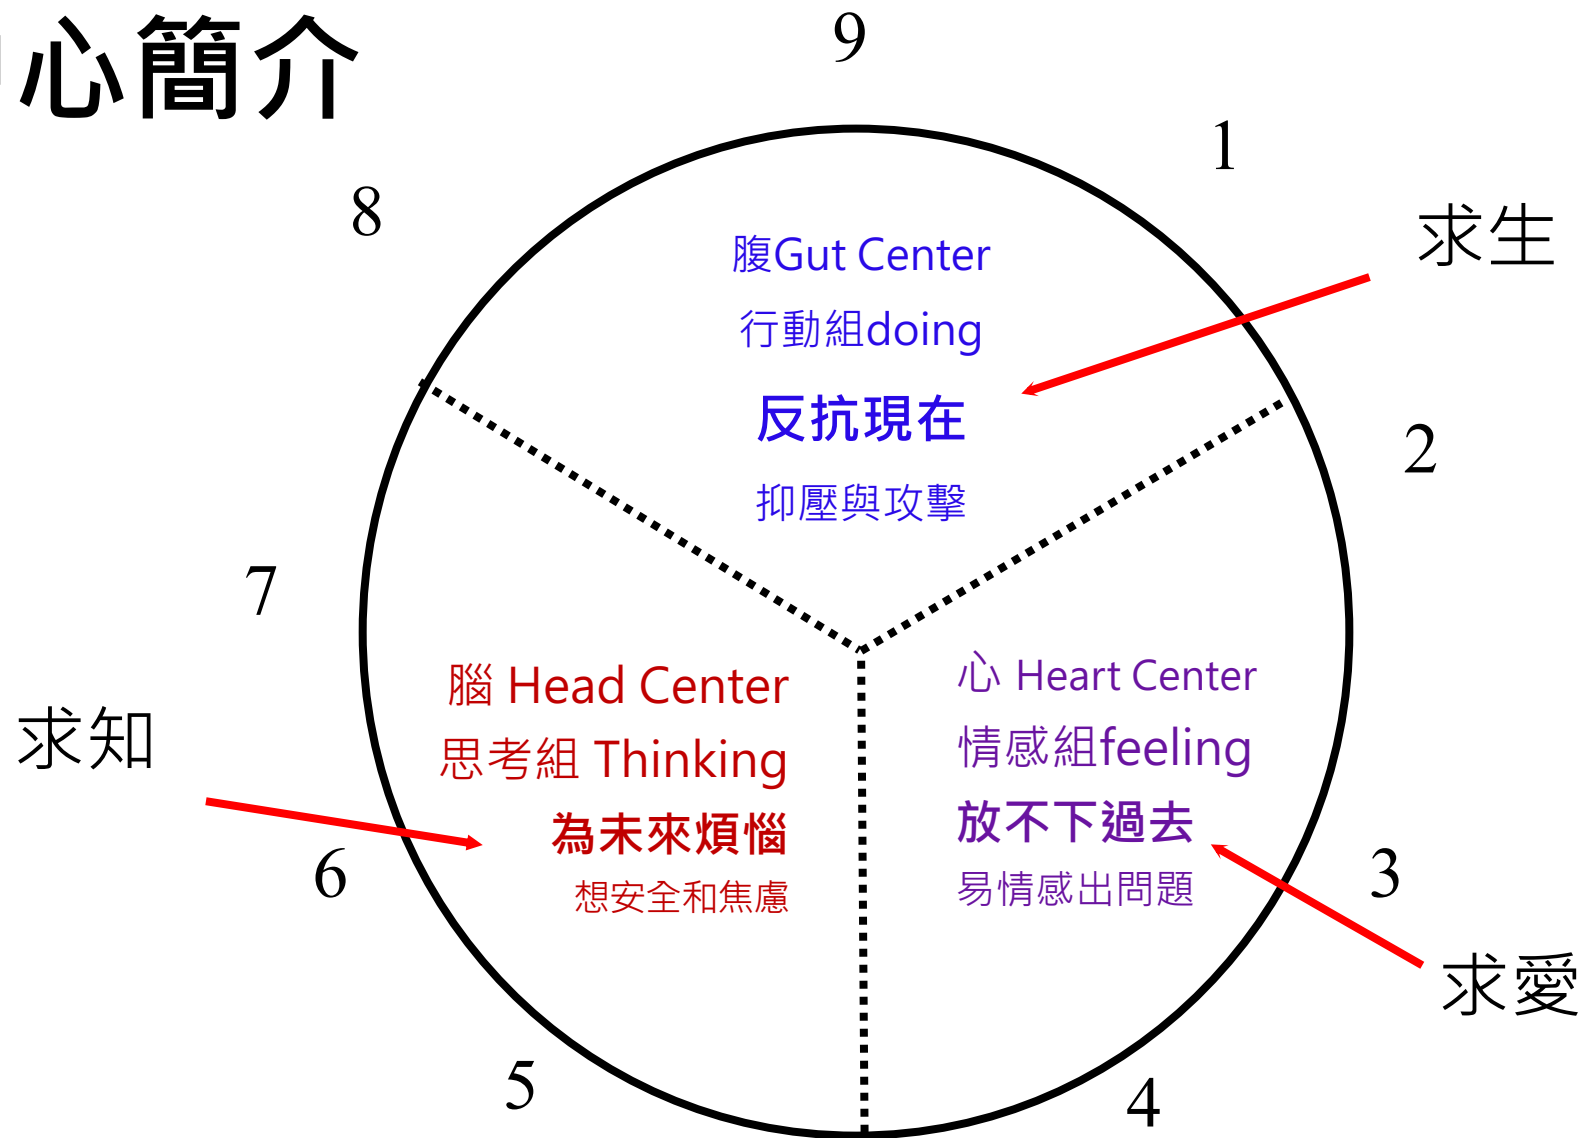 心簡介
9
1
8
求生
腹Gut Center
行動組doing
反抗現在
抑壓與攻擊
2
7
腦 Head Center
思考組 Thinking
為未來煩惱
想安全和焦慮
心 Heart Center
情感組feeling
放不下過去
易情感出問題
求知
6
3
求愛
5
4